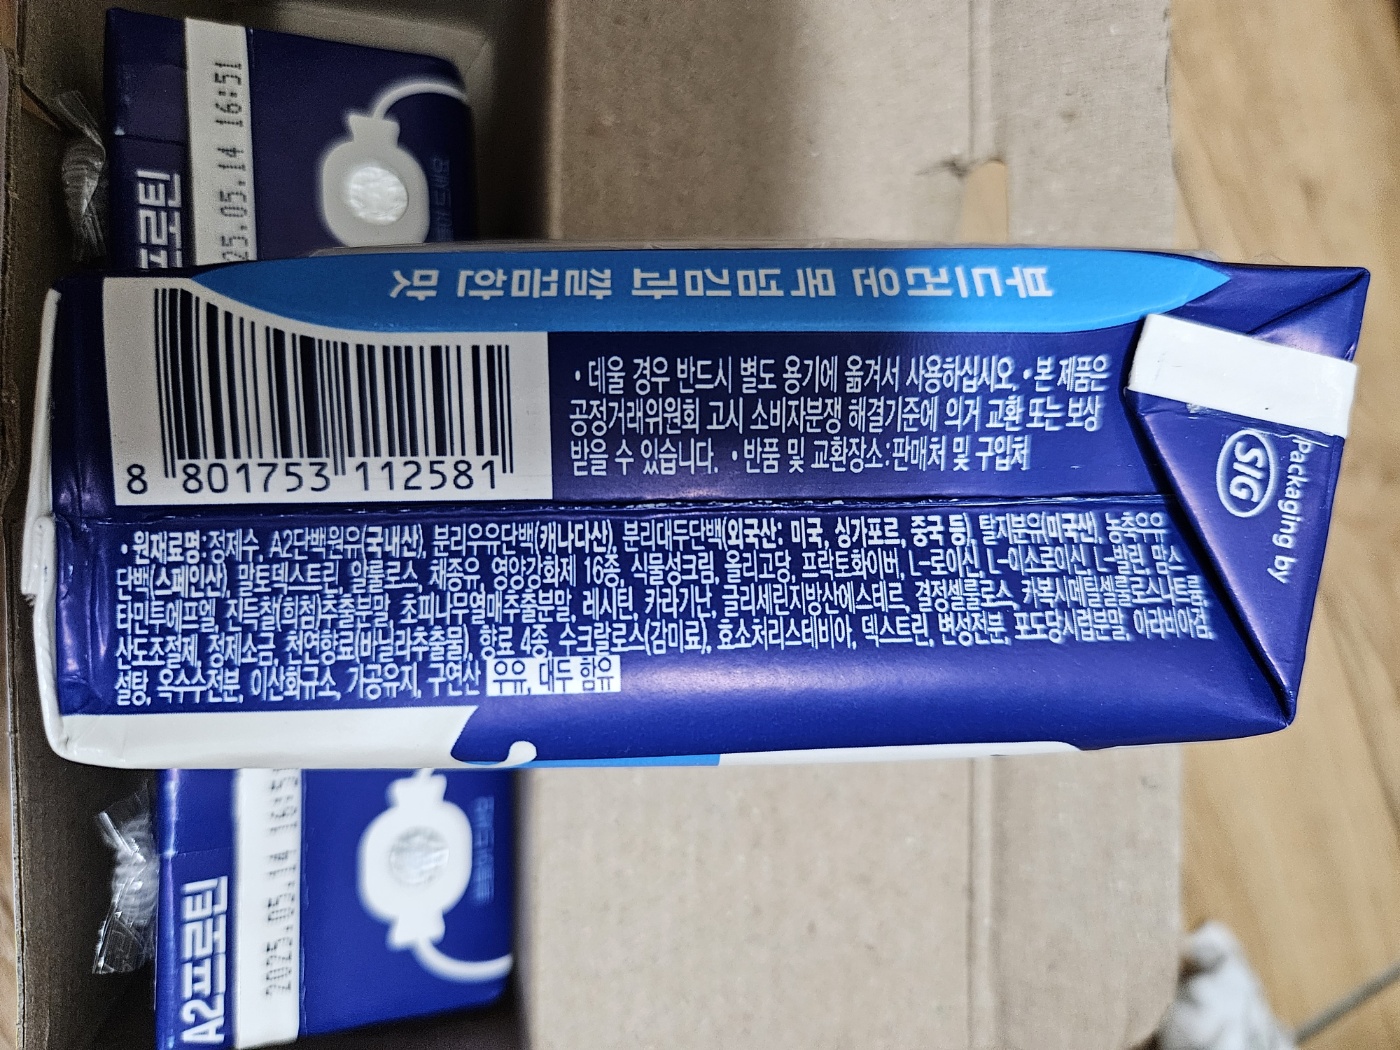 A2프로틴
2025.05.14 16:51
부드러운 목넘김과 깔끔한 맛
• 데울 경우 반드시 별도 용기에 옮겨서 사용하십시오. • 본 제품은
공정거래위원회 고시 소비자분쟁 해결기준에 의거 교환 또는 보상
받을 수 있습니다. • 반품 및 교환장소:판매처 및 구입처
8 801753 112581
Packaging by
SIG
• 원재료명:정제수, A2단백원유(국내산), 분리우유단백(캐나다산), 분리대두단백(외국산: 미국, 싱가포르, 중국 등), 탈지분유(미국산), 농축우유
단백(스페인산), 말토덱스트린, 알룰로스, 채종유, 영양강화제 16종, 식물성크림, 올리고당, 프락토화이버, L-로이신, L-이소로이신, L-발린, 맘스
타민투에프엘, 진득찰(희첨)추출분말, 초피나무열매추출분말, 레시틴, 카라기난, 글리세린지방산에스테르, 결정셀룰로스, 카복시메틸셀룰로스나트륨,
산도조절제, 정제소금, 천연향료(바닐라추출물), 향료 4종, 수크랄로스(감미료), 효소처리스테비아, 덱스트린, 변성전분, 포도당시럽분말, 아라비아검,
설탕, 옥수수전분, 이산화규소, 가공유지, 구연산 우유, 대두 함유
A2프로틴
2025.05.14 16:5